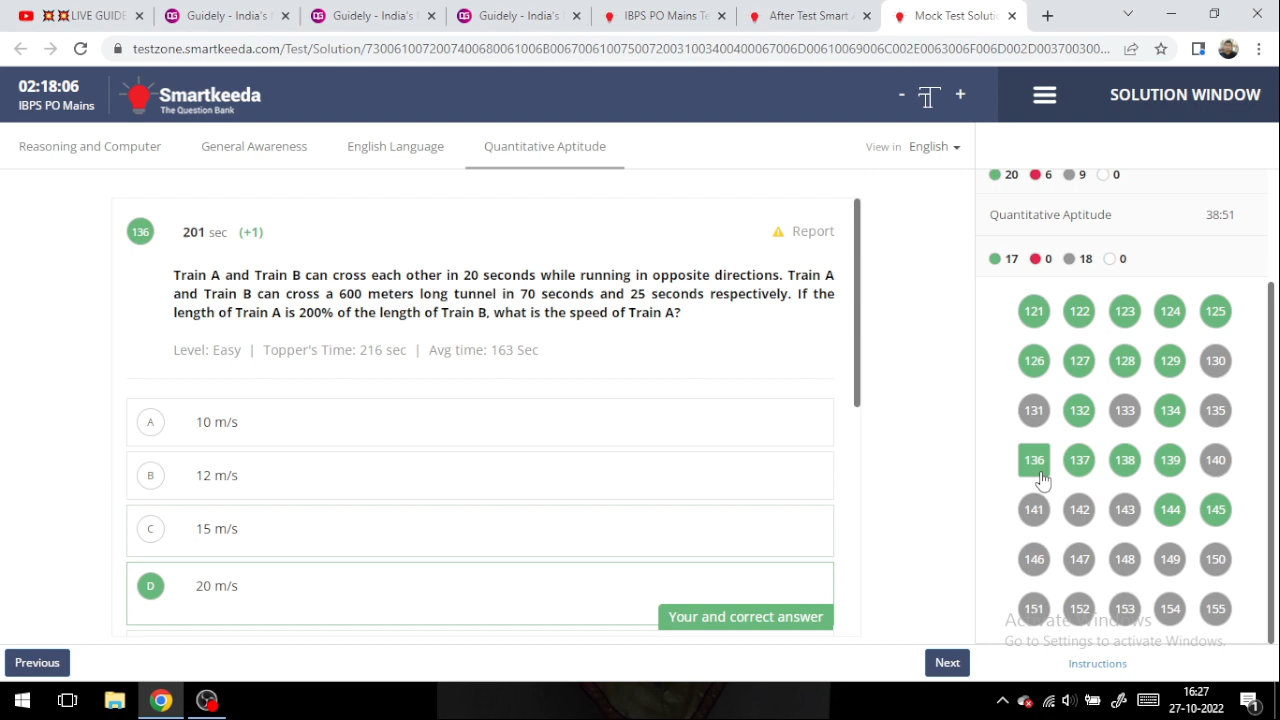 LIVE GUIDE
Guidely - India's
Guidely - India's
Guidely - India's
IBPS PO Mains Te
After Test Smart A
Mock Test Soluti
02:18:06
IBPS PO Mains
Smartkeeda
The Question Bank
- T +
SOLUTION WINDOW
Reasoning and Computer
General Awareness
English Language
Quantitative Aptitude
View in English
20 6 9 0
Quantitative Aptitude 38:51
17 0 18 0
136 201 sec (+1)
Report
Train A and Train B can cross each other in 20 seconds while running in opposite directions. Train A
and Train B can cross a 600 meters long tunnel in 70 seconds and 25 seconds respectively. If the
length of Train A is 200% of the length of Train B, what is the speed of Train A?
Level: Easy | Topper's Time: 216 sec | Avg time: 163 Sec
A 10 m/s
B 12 m/s
C 15 m/s
D 20 m/s
Your and correct answer
121 122 123 124 125
126 127 128 129 130
131 132 133 134 135
136 137 138 139 140
141 142 143 144 145
146 147 148 149 150
151 152 153 154 155
Activate Windows
Go to Settings to activate Windows.
Previous
Next
Instructions
16:27
27-10-2022
1